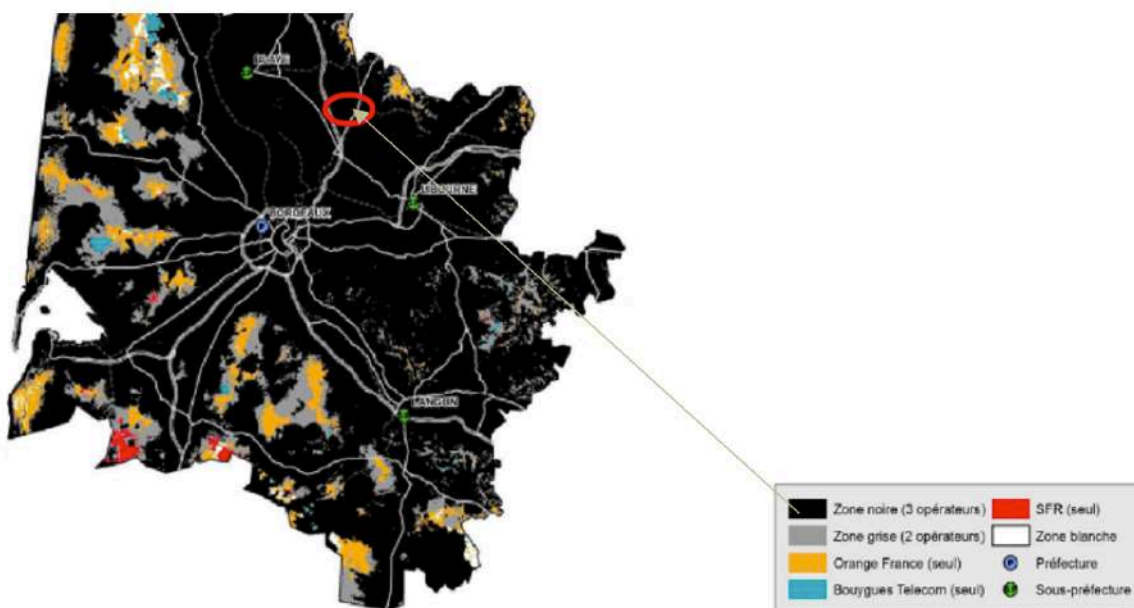 BLAYE
LIBOURNE
BORDEAUX
LANGON
Zone noire (3 opérateurs)
SFR (seul)
Zone grise (2 opérateurs)
Zone blanche
Orange France (seul)
Préfecture
Bouygues Telecom (seul)
Sous-préfecture